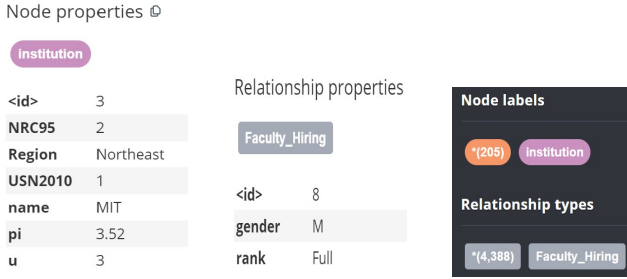 Node properties
institution
<id> 3
NRC95 2
Region Northeast
USN2010 1
name MIT
pi 3.52
u 3
Relationship properties
Faculty_Hiring
<id> 8
gender M
rank Full
Node labels
*(205) institution
Relationship types
*(4,388) Faculty_Hiring